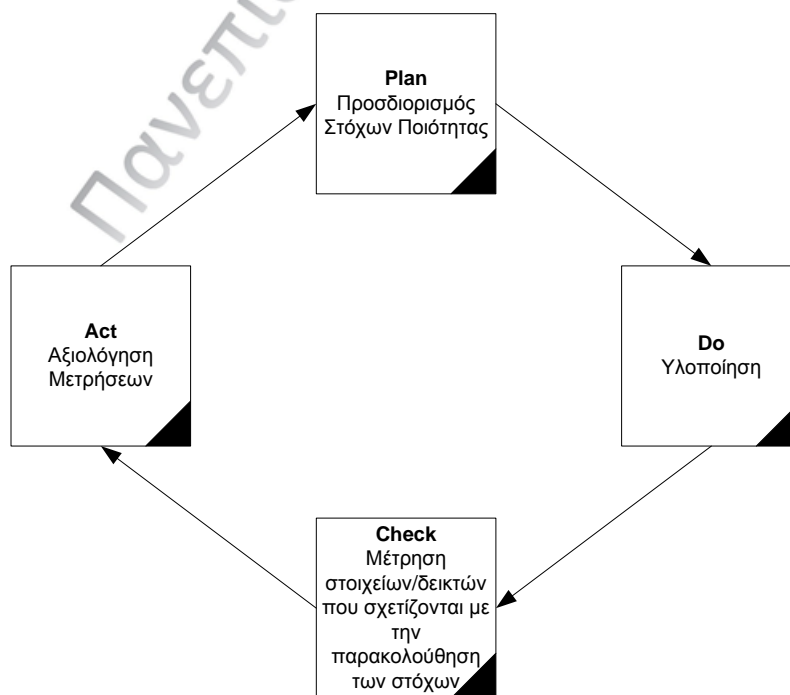 Plan
Προσδιορισμός
Στόχων Ποιότητας
Act
Αξιολόγηση
Μετρήσεων
Do
Υλοποίηση
Check
Μέτρηση
στοιχείων/δεικτών
που σχετίζονται με
την
παρακολούθηση
των στόχων